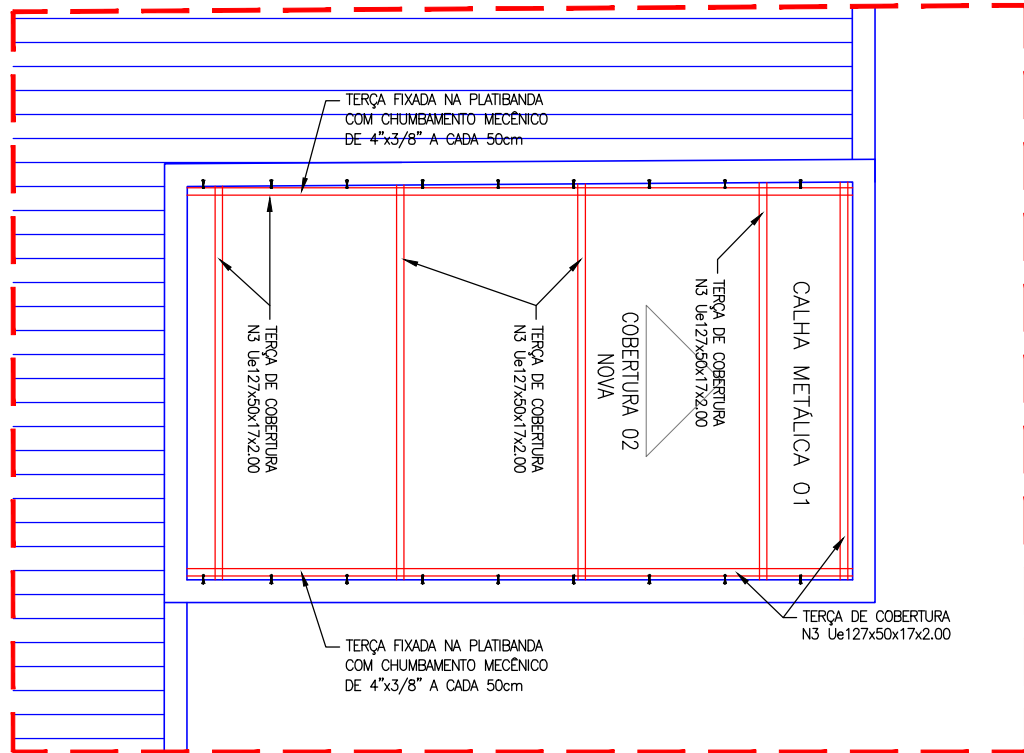 TERÇA FIXADA NA PLATIBANDA
COM CHUMBAMENTO MECÊNICO
DE 4"x3/8" A CADA 50cm
TERÇA DE COBERTURA
N3 Ue127x50x17x2.00
TERÇA DE COBERTURA
N3 Ue127x50x17x2.00
COBERTURA 02
NOVA
TERÇA DE COBERTURA
N3 Ue127x50x17x2.00
CALHA METÁLICA 01
TERÇA DE COBERTURA
N3 Ue127x50x17x2.00
TERÇA FIXADA NA PLATIBANDA
COM CHUMBAMENTO MECÊNICO
DE 4"x3/8" A CADA 50cm